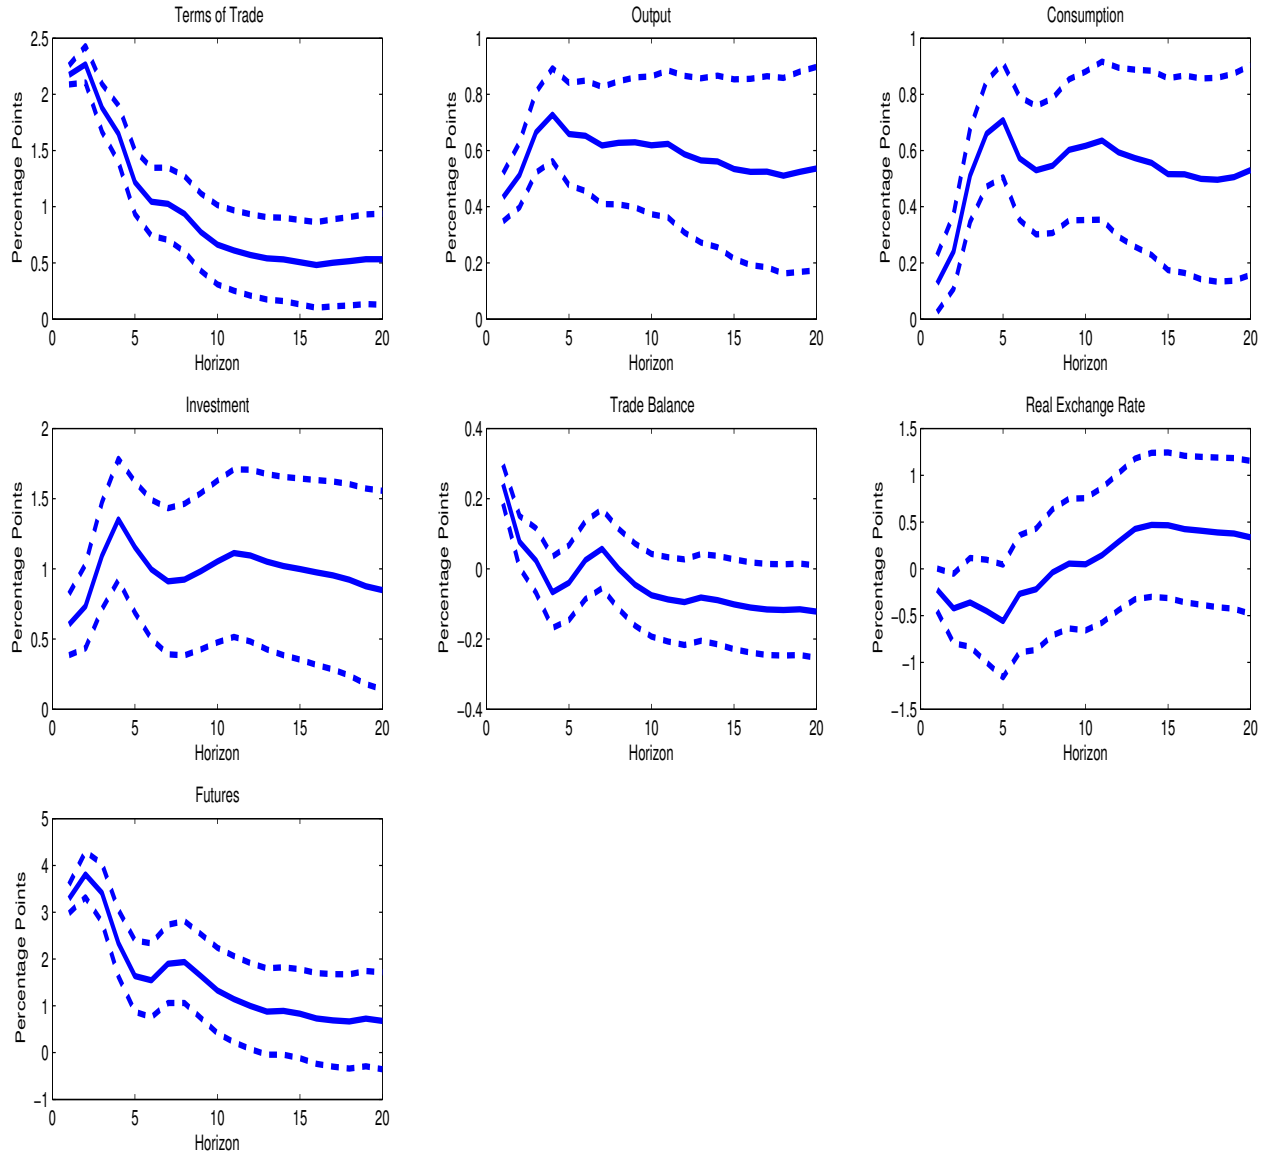 Terms of Trade
2.5
2
1.5
1
0.5
0
0 5 10 15 20
Percentage Points
Horizon
Output
1
0.8
0.6
0.4
0.2
0
0 5 10 15 20
Percentage Points
Horizon
Consumption
1
0.8
0.6
0.4
0.2
0
0 5 10 15 20
Percentage Points
Horizon
Investment
2
1.5
1
0.5
0
0 5 10 15 20
Percentage Points
Horizon
Trade Balance
0.4
0.2
0
−0.2
−0.4
0 5 10 15 20
Percentage Points
Horizon
Real Exchange Rate
1.5
1
0.5
0
−0.5
−1
−1.5
0 5 10 15 20
Percentage Points
Horizon
Futures
5
4
3
2
1
0
−1
0 5 10 15 20
Percentage Points
Horizon